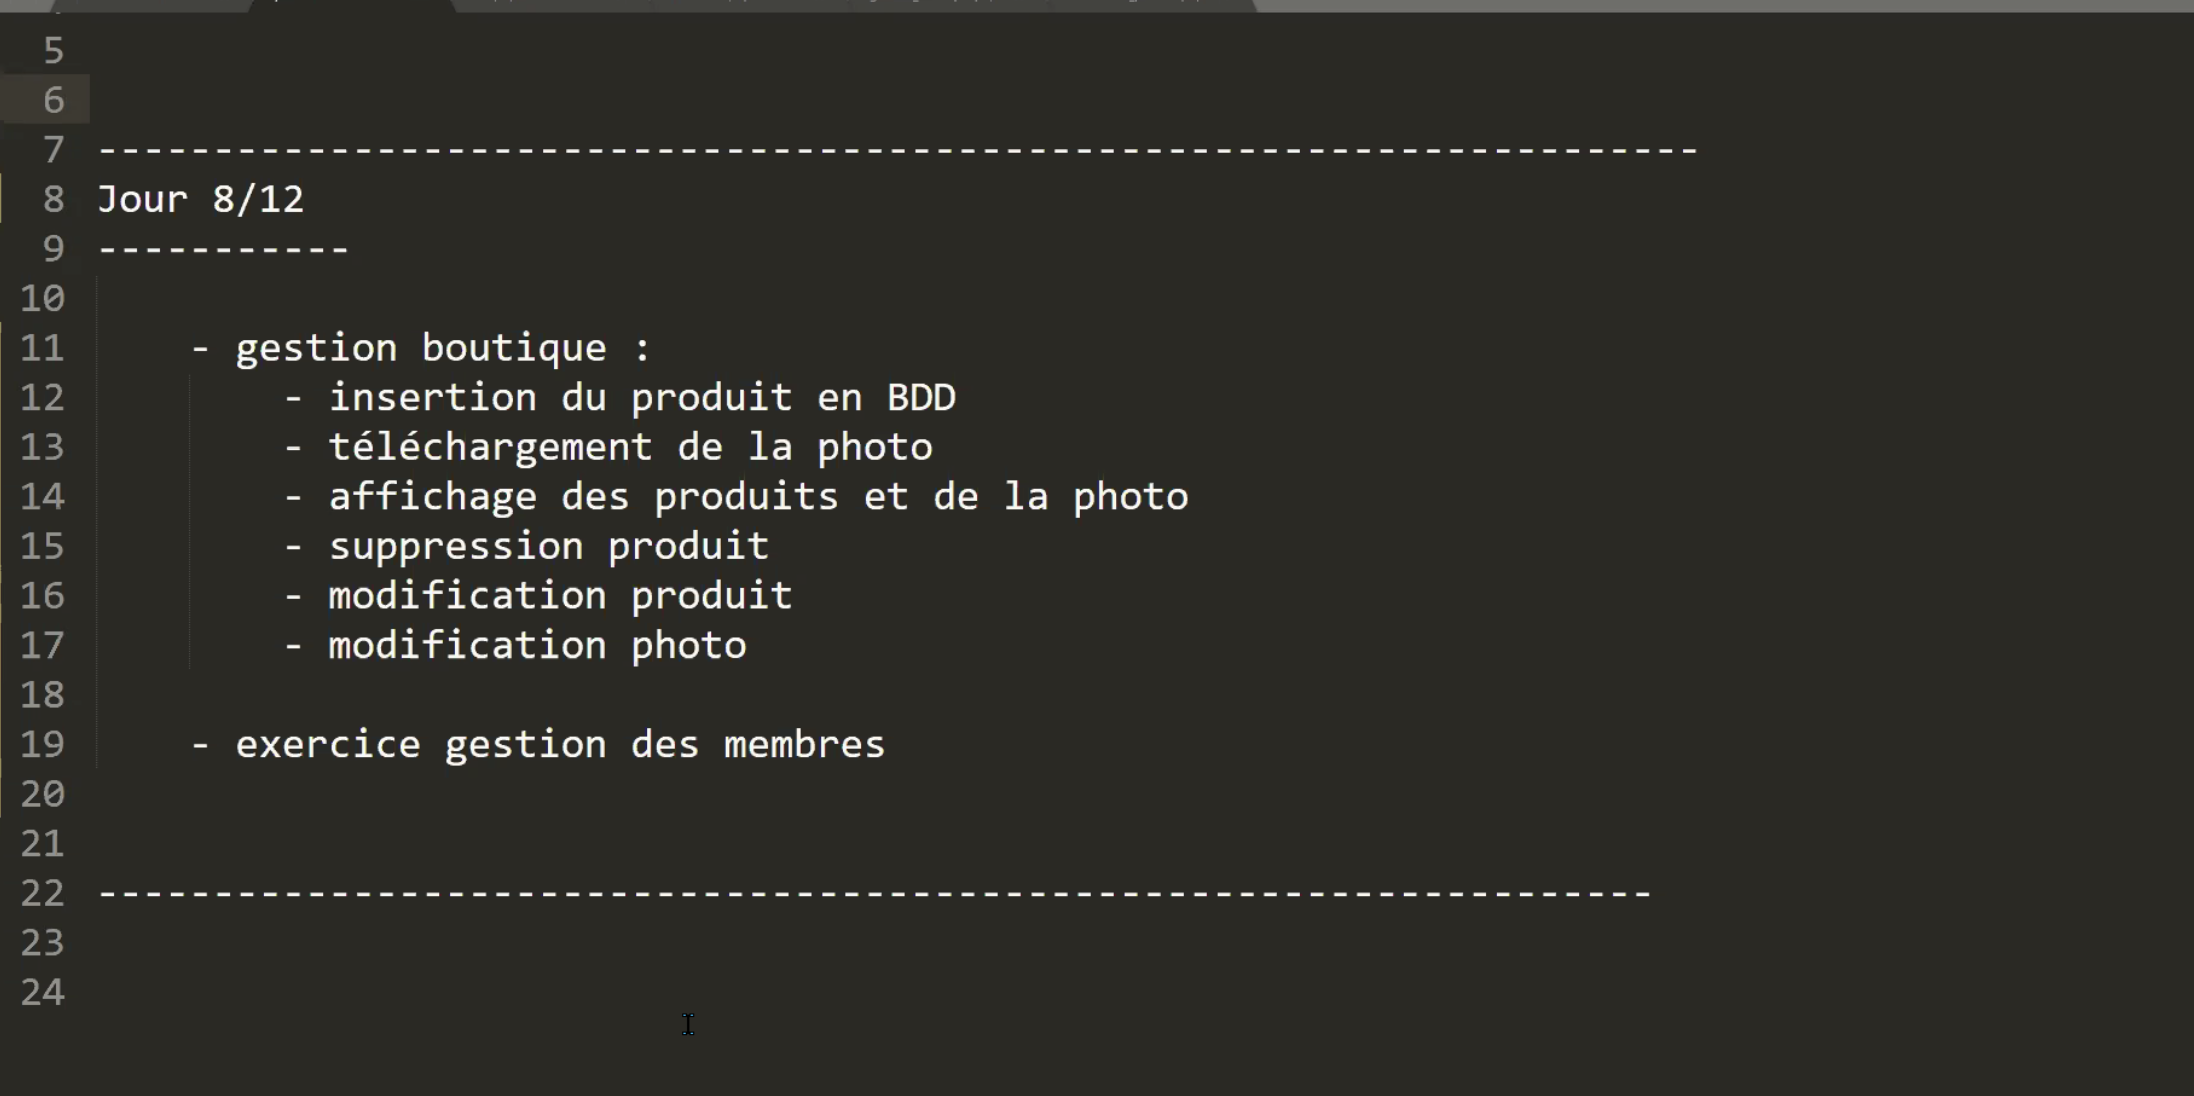 5
6
7 ---------------------------------------------------------------------
8 Jour 8/12
9 -----------
10
11 - gestion boutique :
12 - insertion du produit en BDD
13 - téléchargement de la photo
14 - affichage des produits et de la photo
15 - suppression produit
16 - modification produit
17 - modification photo
18
19 - exercice gestion des membres
20
21
22 -------------------------------------------------------------------
23
24